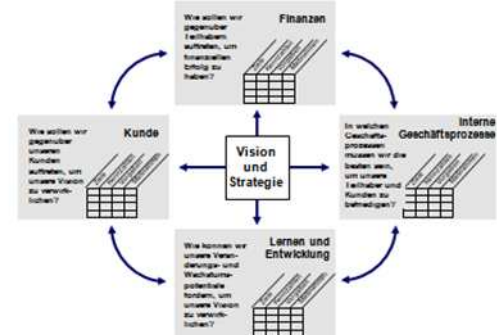 Wie sollen wir
gegenüber
Teilhabern
auftreten, um
finanziellen
Erfolg zu
haben?
Finanzen
Wie sollen wir
gegenüber
unseren
Kunden
auftreten, um
unsere Vision
zu verwirk-
lichen?
Kunde
Vision
und
Strategie
In welchen
Geschäfts-
prozessen
müssen wir die
besten sein,
um unsere
Teilhaber und
Kunden zu
befriedigen?
Interne
Geschäftsprozesse
Wie können wir
unsere Verän-
derungs- und
Wachstums-
potentiale
fördern, um
unsere Vision
zu verwirk-
lichen?
Lernen und
Entwicklung